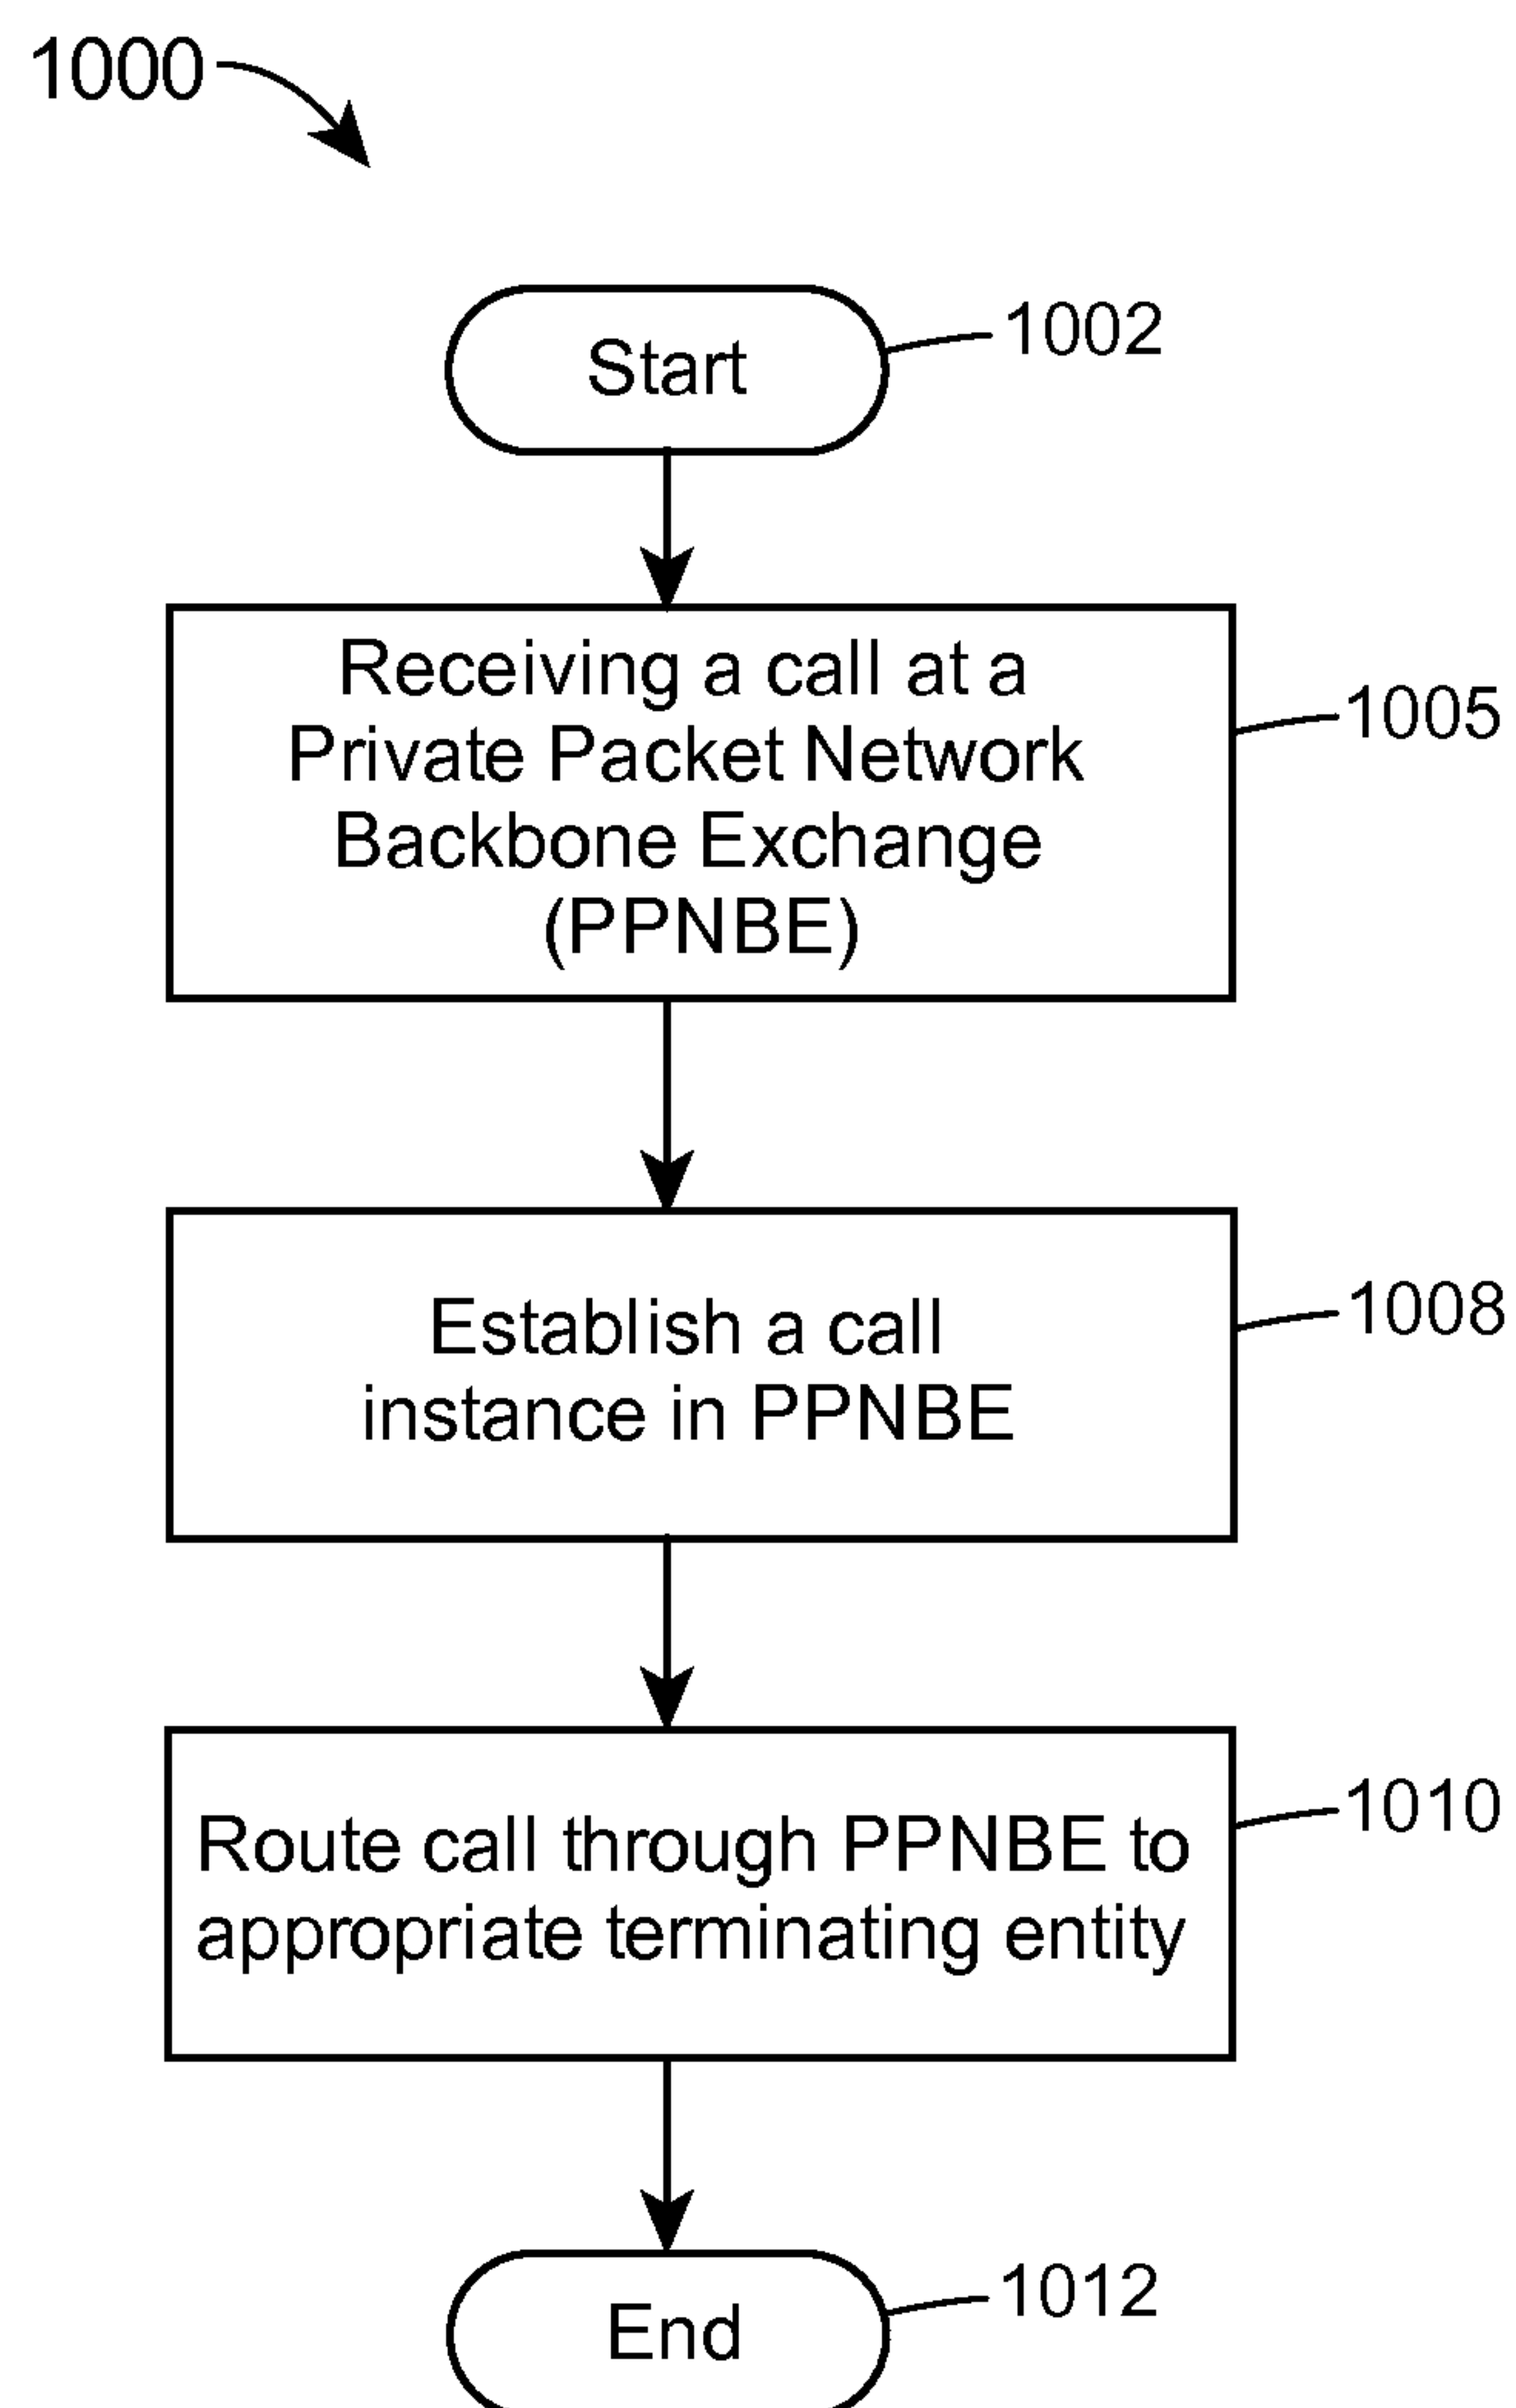 1000
Start
1002
Receiving a call at a
Private Packet Network
Backbone Exchange
(PPNBE)
1005
Establish a call
instance in PPNBE
1008
Route call through PPNBE to
appropriate terminating entity
1010
End
1012